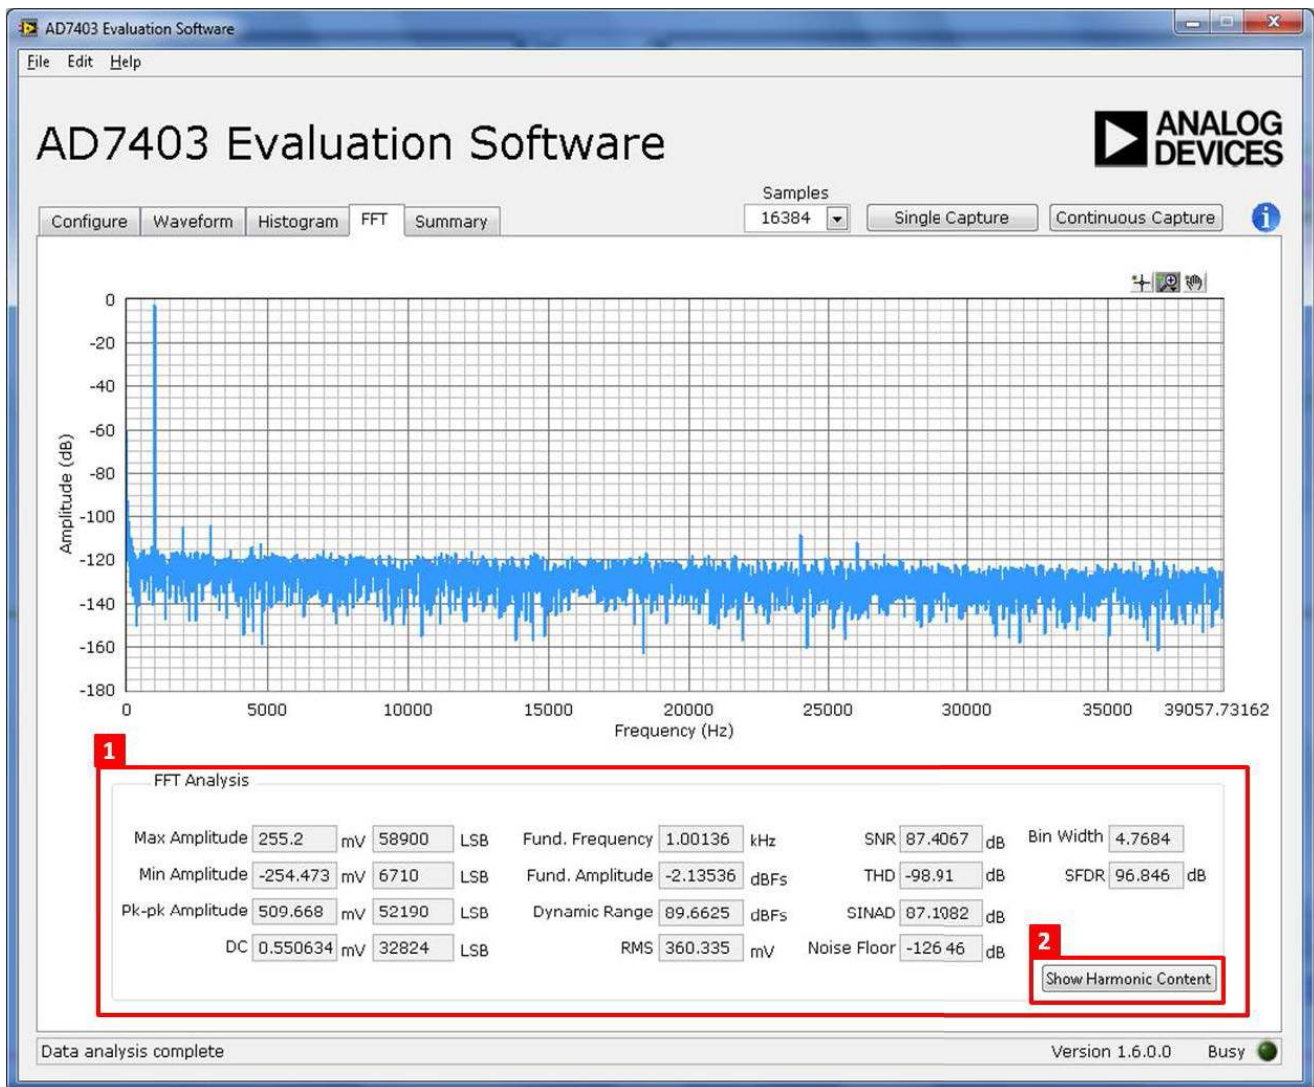 AD7403 Evaluation Software
File Edit Help
AD7403 Evaluation Software
ANALOG
DEVICES
Samples
Configure Waveform Histogram FFT Summary 16384 Single Capture Continuous Capture i
0
-20
-40
-60
-80
-100
-120
-140
-160
-180
Amplitude (dB)
0 5000 10000 15000 20000 25000 30000 35000 39057.73162
Frequency (Hz)
1
FFT Analysis
Max Amplitude 255.2 mV 58900 LSB Fund. Frequency 1.00136 kHz SNR 87.4067 dB Bin Width 4.7684
Min Amplitude -254.473 mV 6710 LSB Fund. Amplitude -2.13536 dBFs THD -98.91 dB SFDR 96.846 dB
Pk-pk Amplitude 509.668 mV 52190 LSB Dynamic Range 89.6625 dBFs SINAD 87.1082 dB
DC 0.550634 mV 32824 LSB RMS 360.335 mV Noise Floor -126.46 dB
2
Show Harmonic Content
Data analysis complete Version 1.6.0.0 Busy